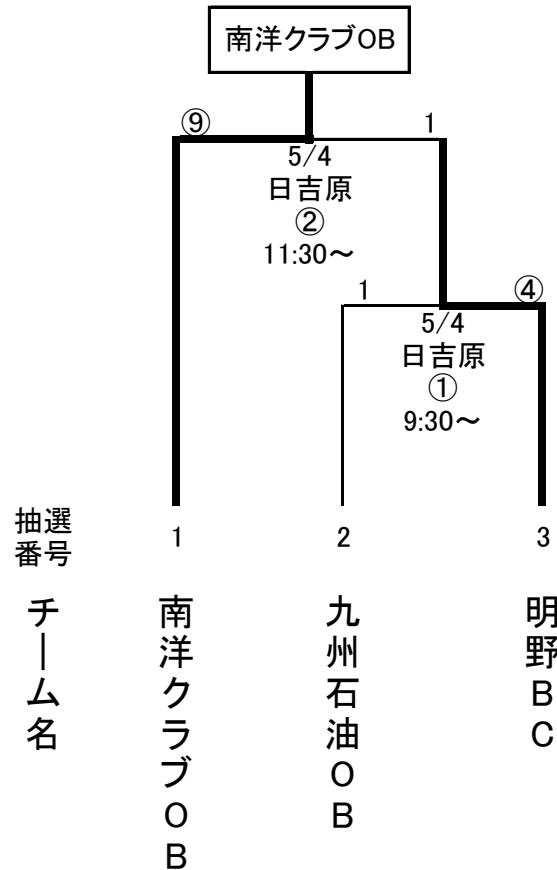 南洋クラブOB
⑨
1
5/4
日吉原
②
11:30～
1
④
5/4
日吉原
①
9:30～
抽選
番号
1
2
3
チーム名
南洋クラブOB
九州石油OB
明野BC